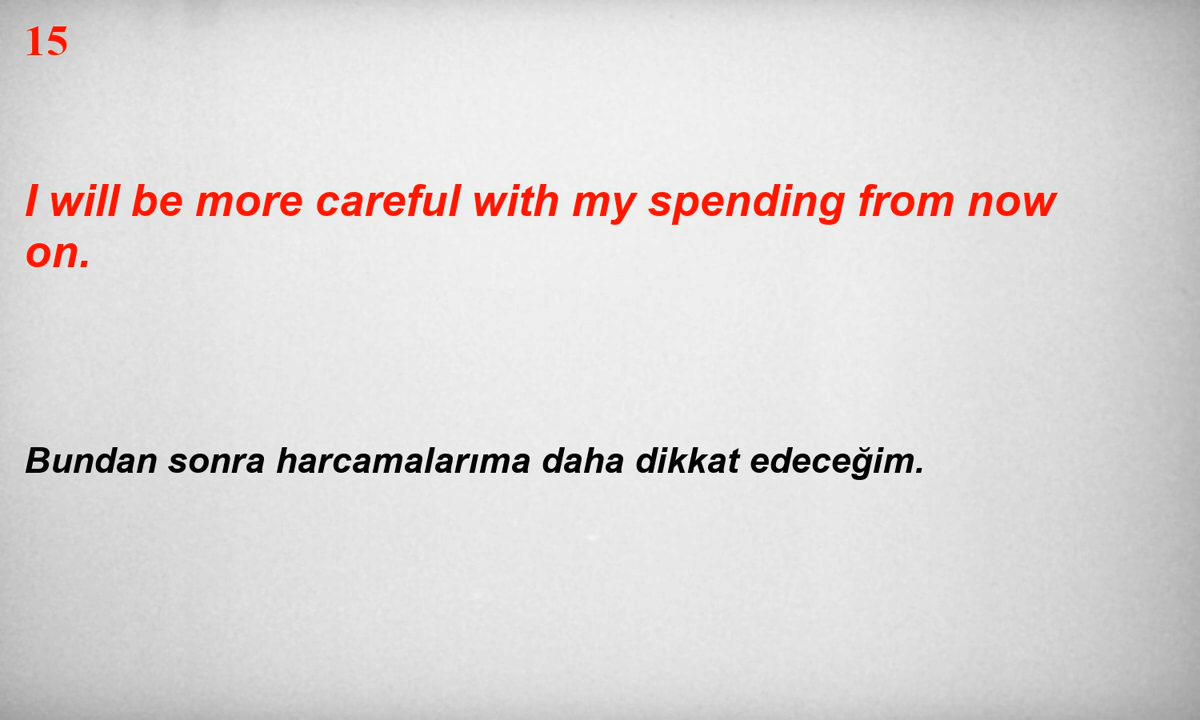 15
I will be more careful with my spending from now
on.
Bundan sonra harcamalarıma daha dikkat edeceğim.